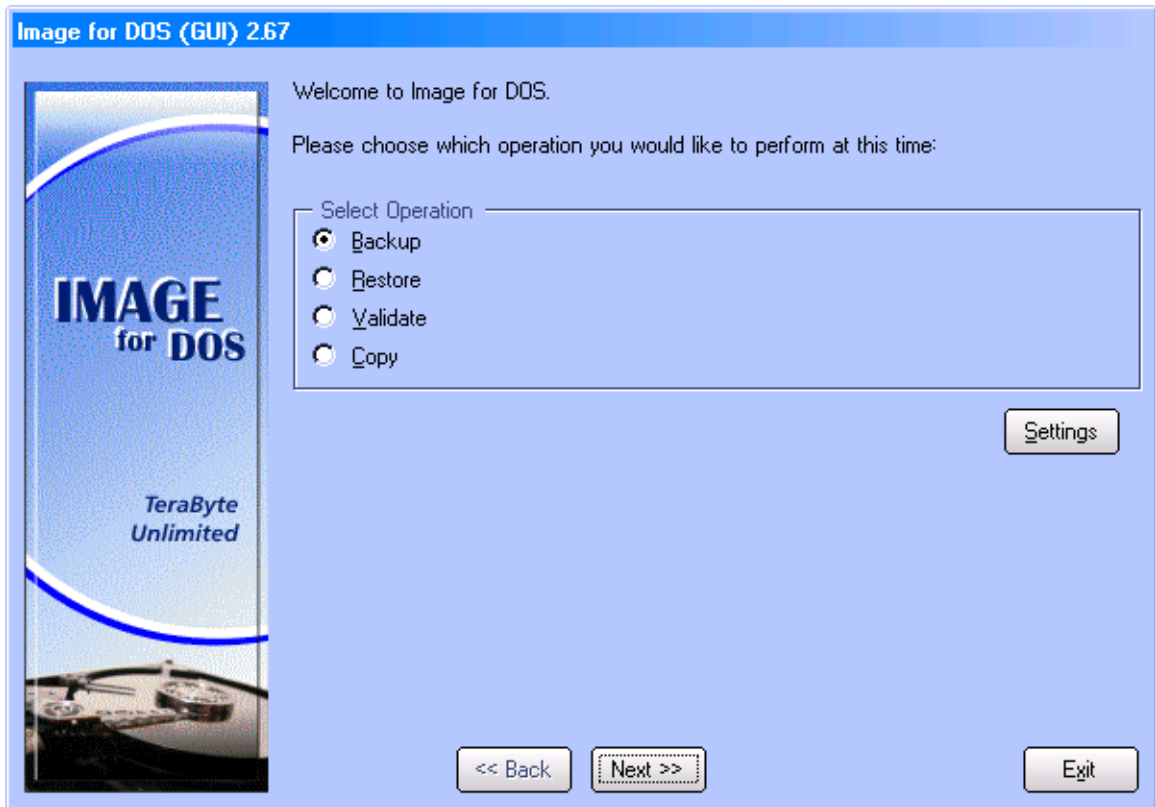 Image for DOS (GUI) 2.67
IMAGE
for DOS
TeraByte
Unlimited
Welcome to Image for DOS.
Please choose which operation you would like to perform at this time:
Select Operation
Backup
Restore
Validate
Copy
Settings
<< Back
Next >>
Exit